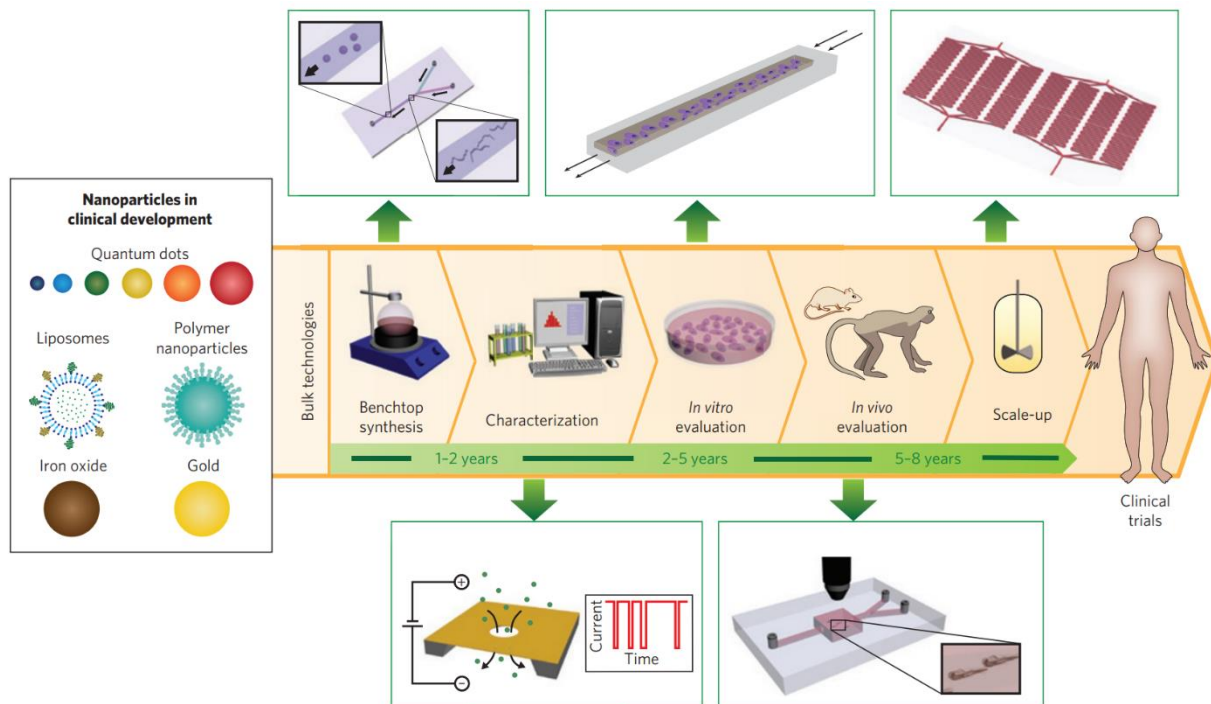 Nanoparticles in
clinical development
Quantum dots
Liposomes
Polymer
nanoparticles
Iron oxide
Gold
Bulk technologies
Benchtop
synthesis
Characterization
In vitro
evaluation
In vivo
evaluation
Scale-up
1–2 years
2–5 years
5–8 years
Clinical
trials
+
−
Current
Time